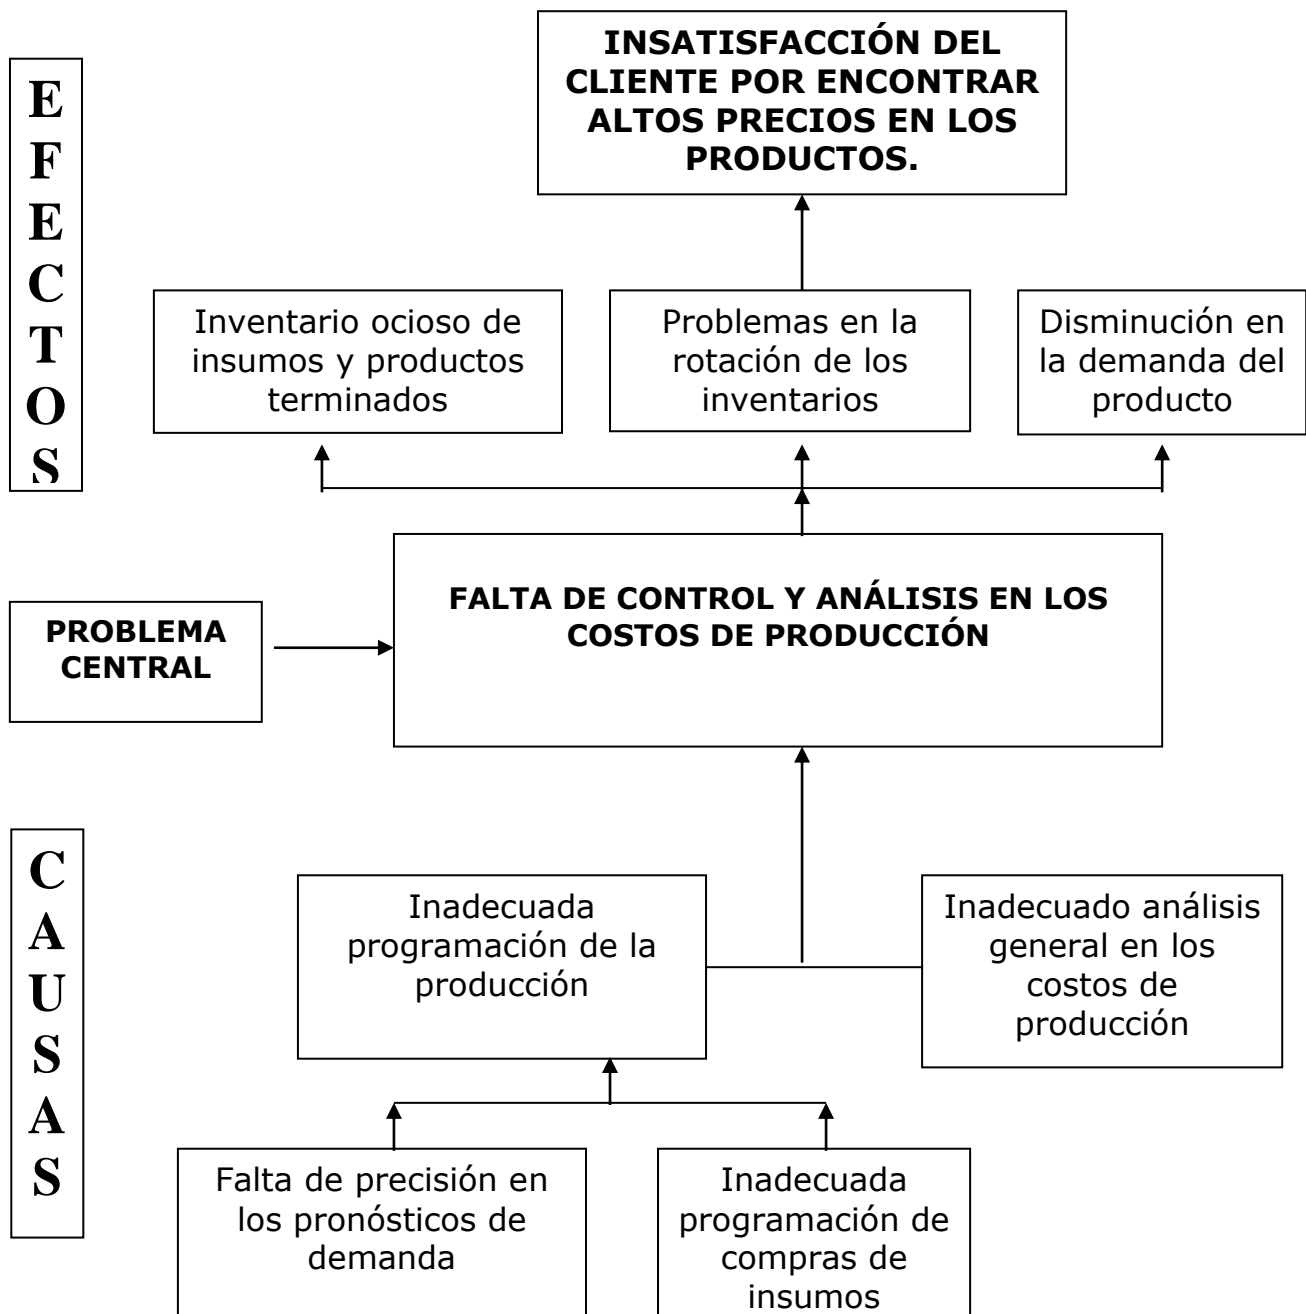 INSATISFACCIÓN DEL
CLIENTE POR ENCONTRAR
ALTOS PRECIOS EN LOS
PRODUCTOS.
E
F
E
C
T
O
S
Inventario ocioso de
insumos y productos
terminados
Problemas en la
rotación de los
inventarios
Disminución en
la demanda del
producto
PROBLEMA
CENTRAL
FALTA DE CONTROL Y ANÁLISIS EN LOS
COSTOS DE PRODUCCIÓN
C
A
U
S
A
S
Inadecuada
programación de la
producción
Inadecuado análisis
general en los
costos de
producción
Falta de precisión en
los pronósticos de
demanda
Inadecuada
programación de
compras de
insumos